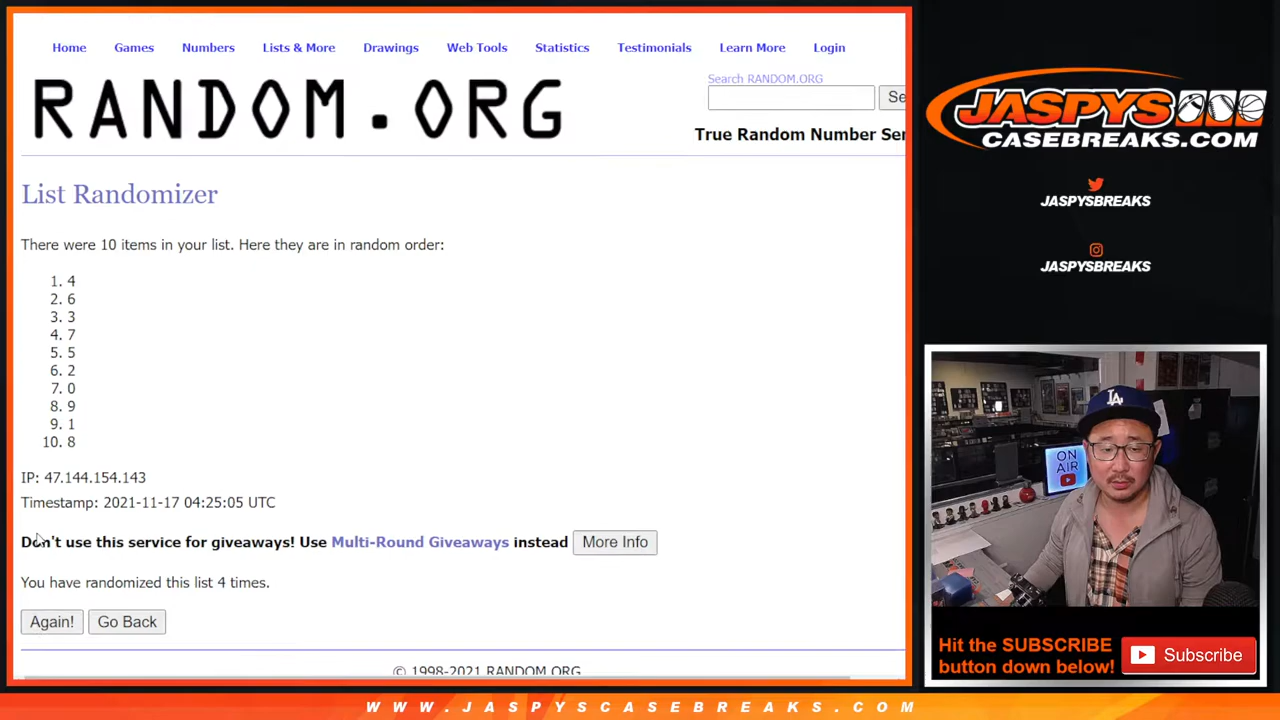 Home Games Numbers Lists & More Drawings Web Tools Statistics Testimonials Learn More Login
RANDOM.ORG
Search RANDOM.ORG
Se
True Random Number Ser
List Randomizer
There were 10 items in your list. Here they are in random order:
1. 4
2. 6
3. 3
4. 7
5. 5
6. 2
7. 0
8. 9
9. 1
10. 8
IP: 47.144.154.143
Timestamp: 2021-11-17 04:25:05 UTC
Don't use this service for giveaways! Use Multi-Round Giveaways instead More Info
You have randomized this list 4 times.
Again! Go Back
© 1998-2021 RANDOM.ORG
JASPYS
CASEBREAKS.COM
JASPYSBREAKS
JASPYSBREAKS
LA
ON
AIR
Hit the SUBSCRIBE
button down below!
Subscribe
WWW.JASPYSCASEBREAKS.COM